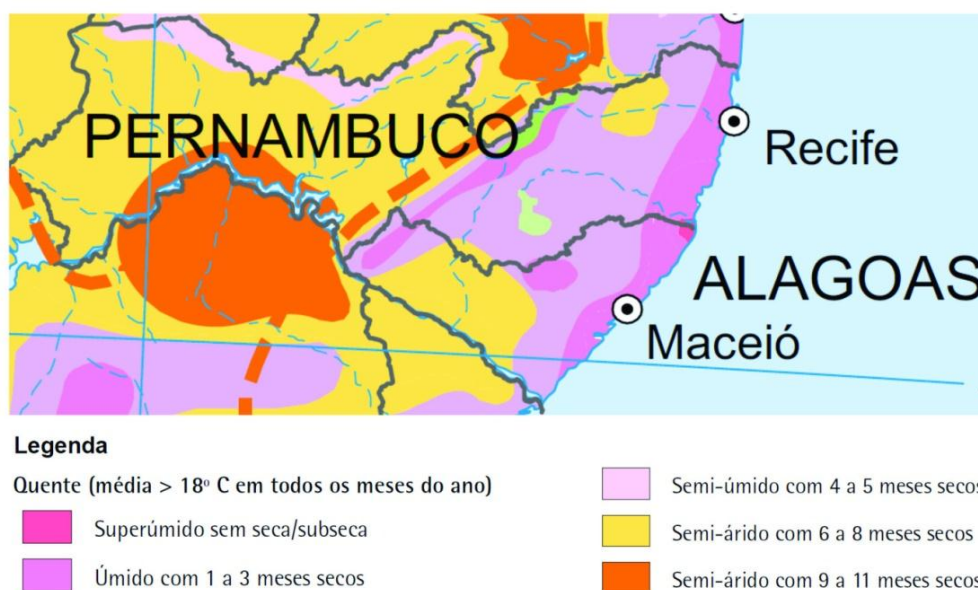 PERNAMBUCO
Recife
ALAGOAS
Maceió
Legenda
Quente (média > 18º C em todos os meses do ano)
Superúmido sem seca/subseca
Úmido com 1 a 3 meses secos
Semi-úmido com 4 a 5 meses secos
Semi-árido com 6 a 8 meses secos
Semi-árido com 9 a 11 meses secos